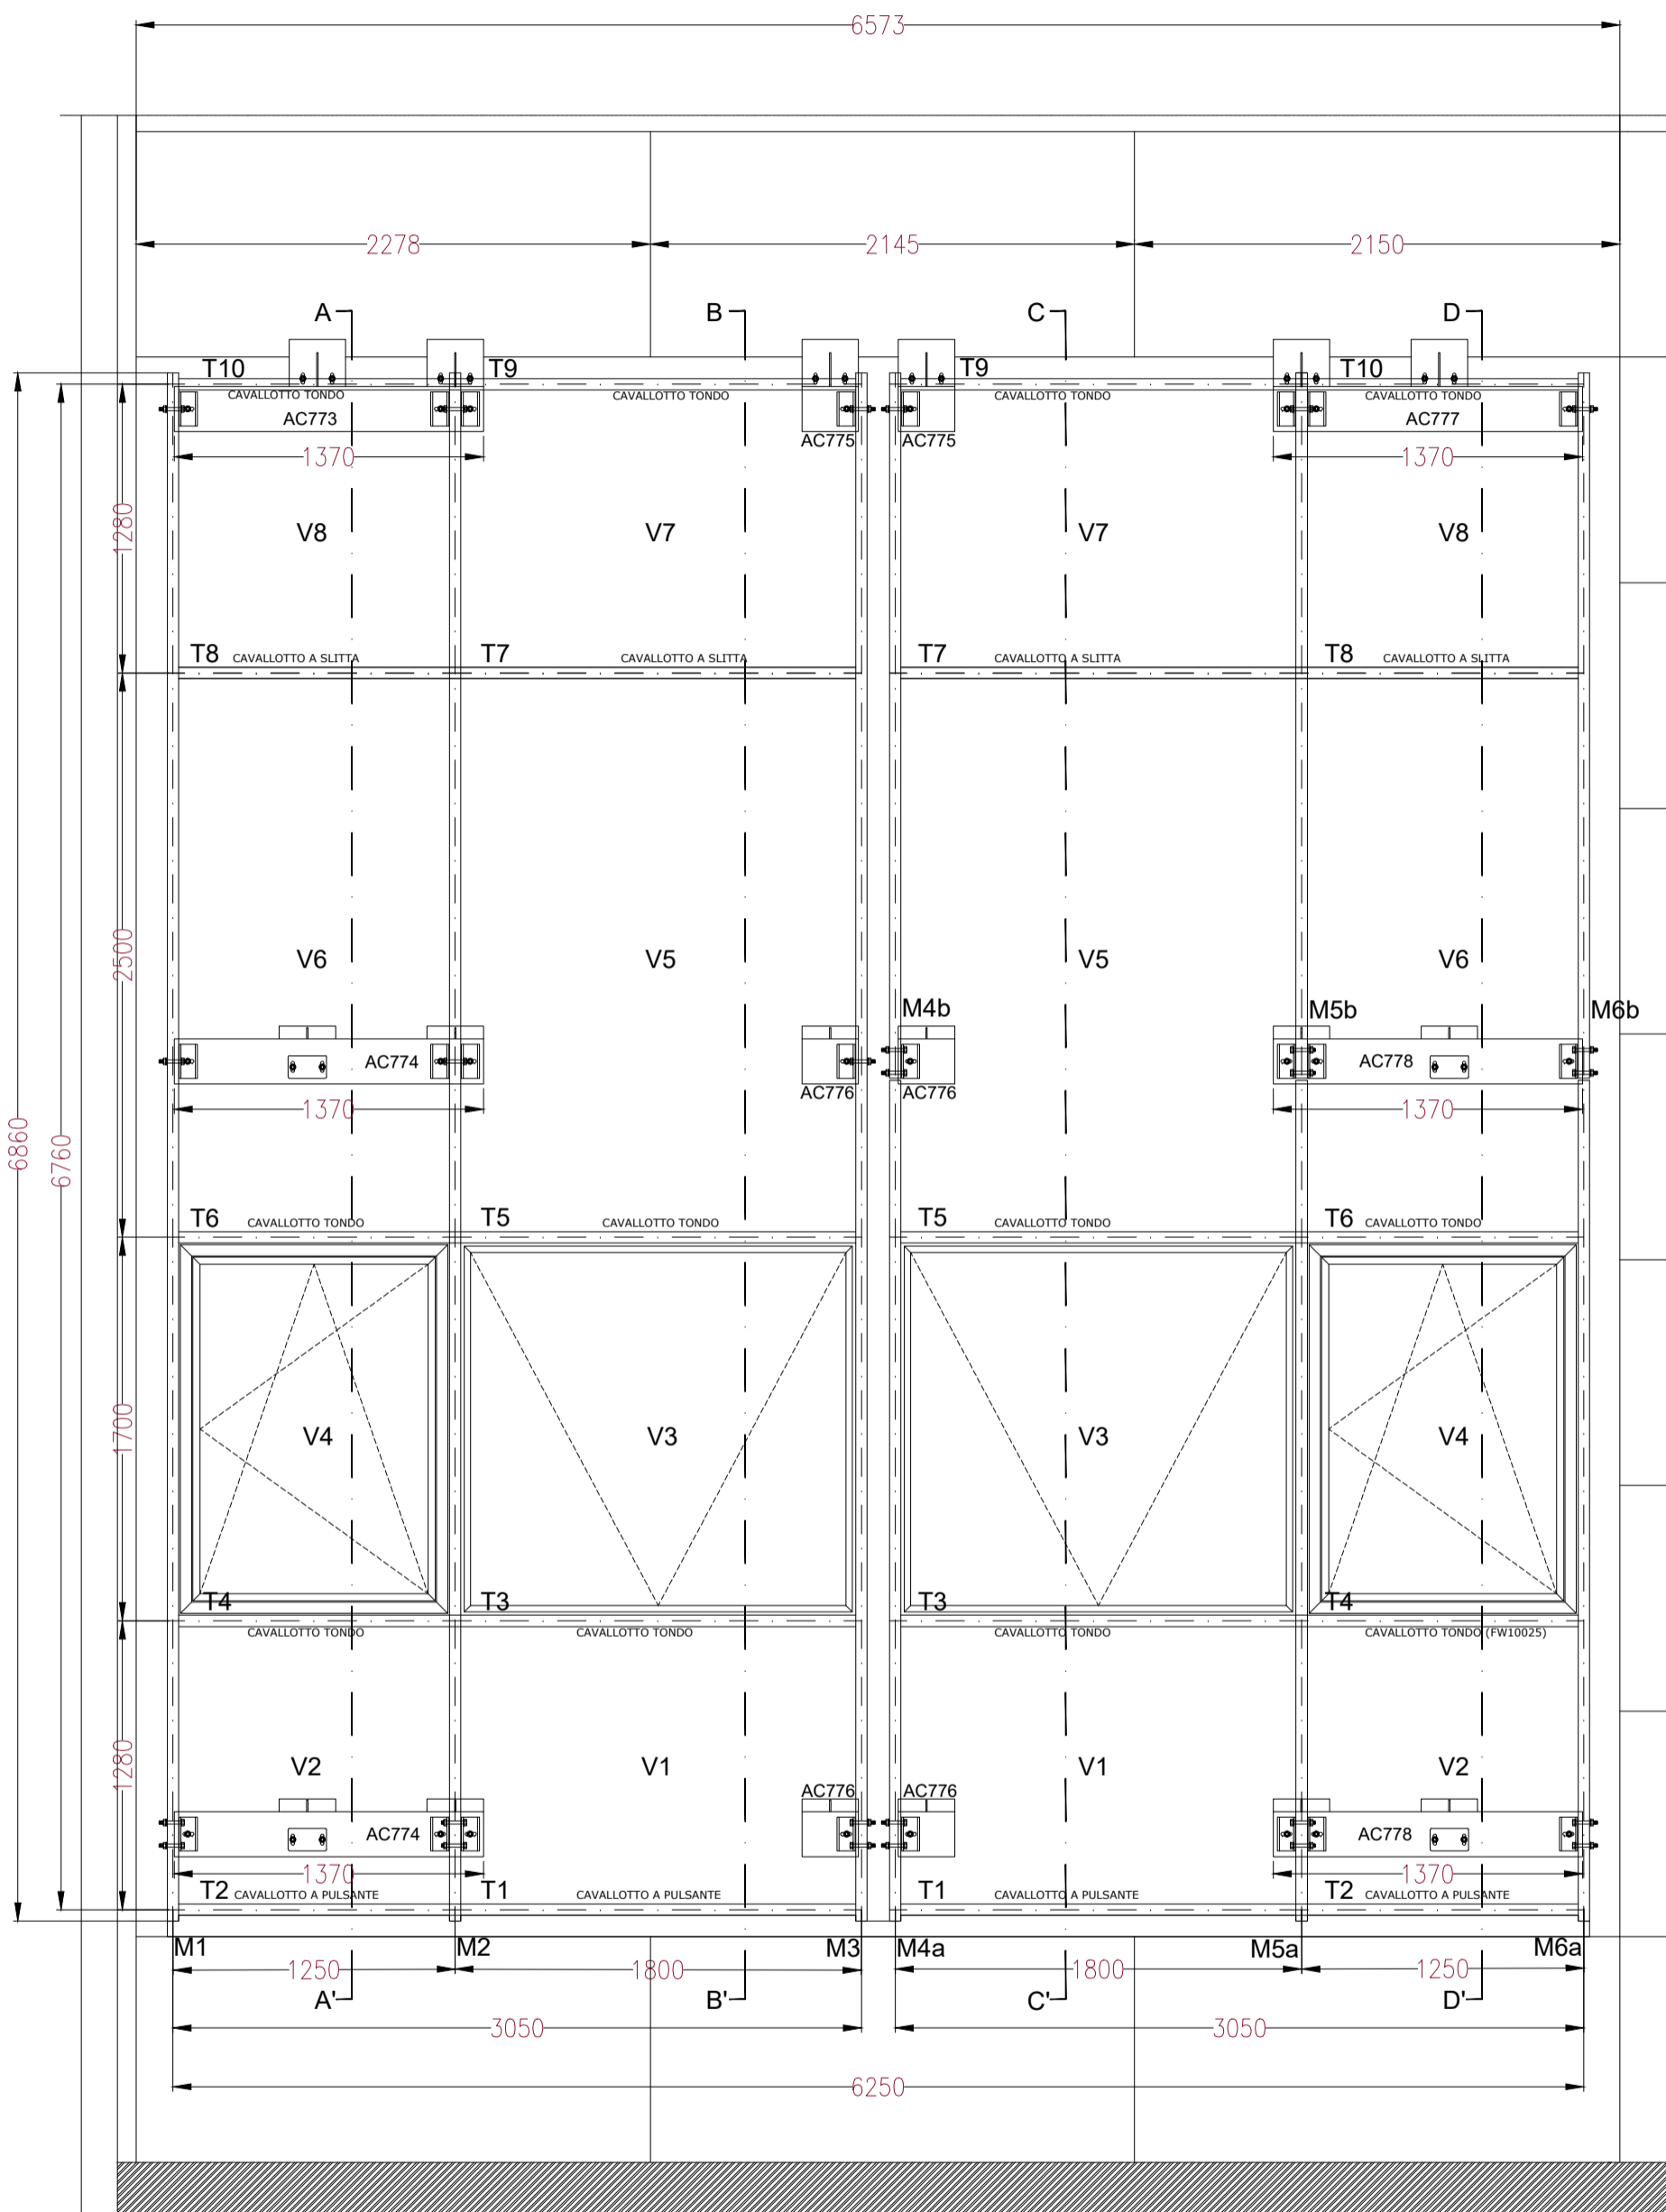 6573
2278 2145 2150
A B C D
T10 T9 T9 T10
CAVALLOTTO TONDO CAVALLOTTO TONDO CAVALLOTTO TONDO CAVALLOTTO TONDO
AC773 AC777
AC775 AC775
1370 1370
1280
V8 V7 V7 V8
T8 CAVALLOTTO A SLITTA T7 CAVALLOTTO A SLITTA T7 CAVALLOTTO A SLITTA T8 CAVALLOTTO A SLITTA
2500
V6 V5 V5 V6
M4b M5b M6b
AC774 AC778
AC776 AC776
1370 1370
6860
6760
T6 CAVALLOTTO TONDO T5 CAVALLOTTO TONDO T5 CAVALLOTTO TONDO T6 CAVALLOTTO TONDO
1700
V4 V3 V3 V4
T4 T3 T3 T4
CAVALLOTTO TONDO CAVALLOTTO TONDO CAVALLOTTO TONDO CAVALLOTTO TONDO (FW10025)
1280
V2 V1 V1 V2
AC776 AC776
AC774 AC778
1370 1370
T2 CAVALLOTTO A PULSANTE T1 CAVALLOTTO A PULSANTE T1 CAVALLOTTO A PULSANTE T2 CAVALLOTTO A PULSANTE
M1 M2 M3 M4a M5a M6a
1250 1800 1800 1250
A' B' C' D'
3050 3050
6250